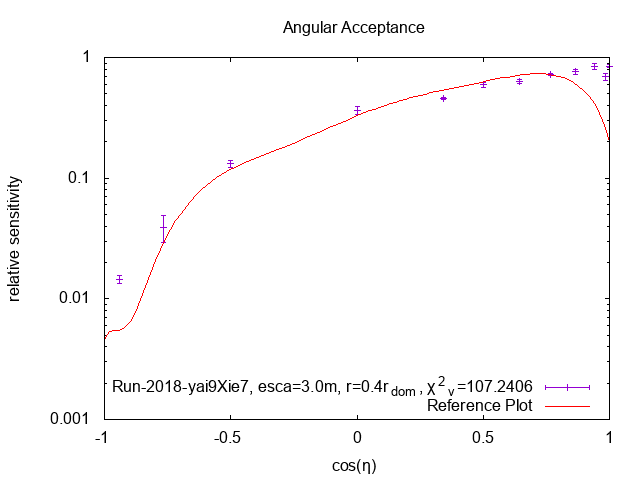 Angular Acceptance
relative sensitivity
1
0.1
0.01
0.001
Run-2018-yai9Xie7, esca=3.0m, r=0.4r_dom, χ²_ν=107.2406
Reference Plot
-1 -0.5 0 0.5 1
cos(η)